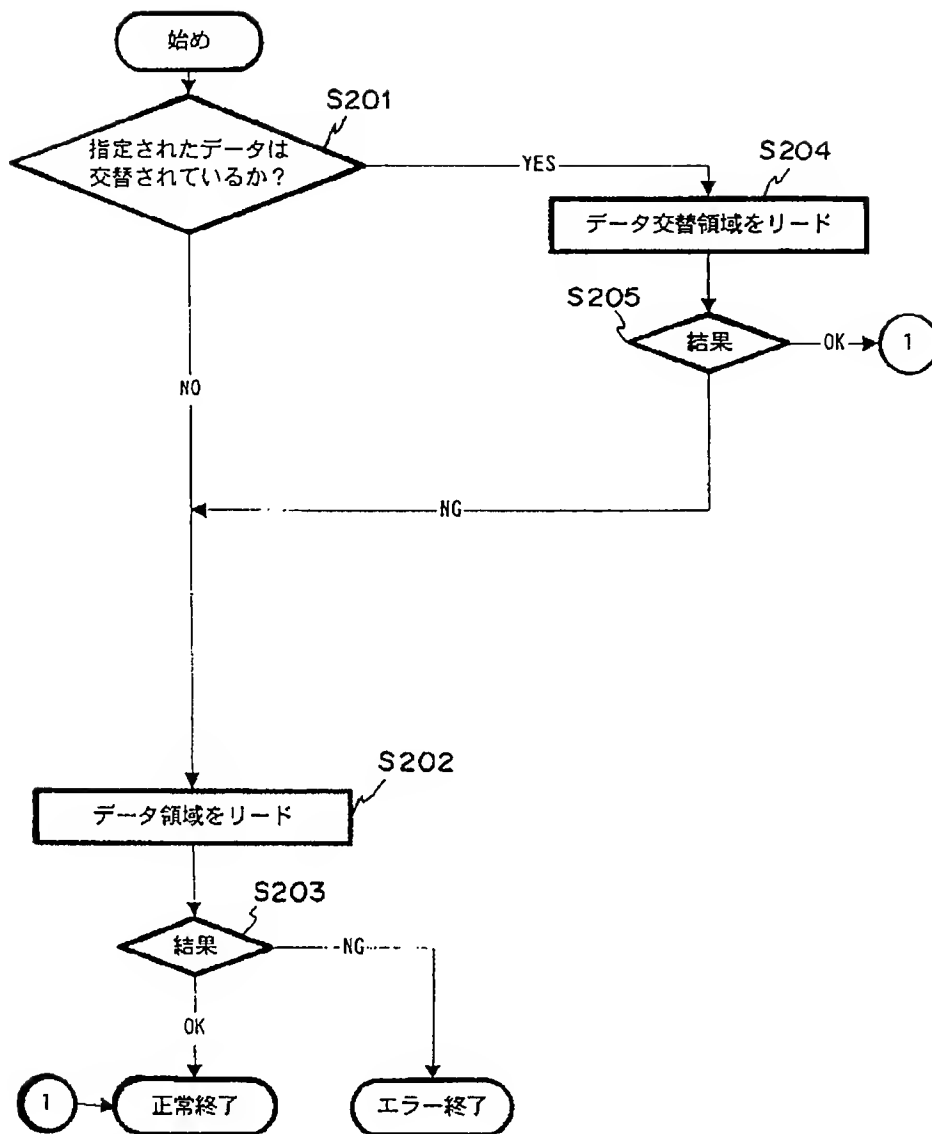 始め
S201
指定されたデータは
交替されているか？
YES
S204
データ交替領域をリード
S205
結果
OK
1
NO
NG
S202
データ領域をリード
S203
結果
NG
OK
1
正常終了
エラー終了